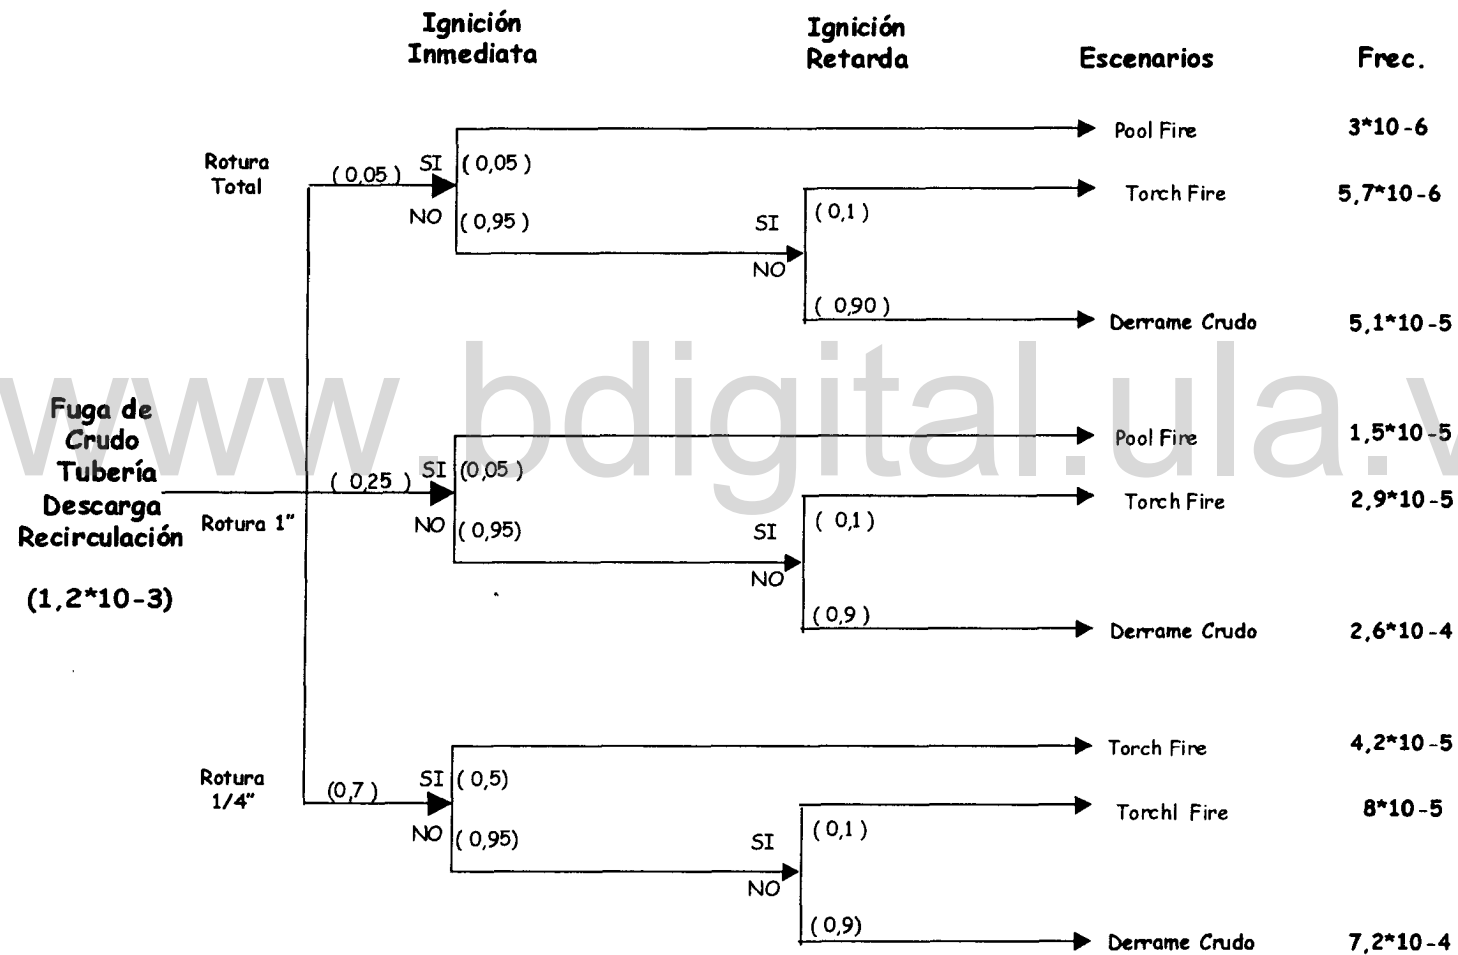 Ignición
Inmediata
Ignición
Retarda
Escenarios
Frec.
Rotura
Total
( 0,05 )
SI
( 0,05 )
NO
( 0,95 )
Pool Fire
3*10 -6
SI
( 0,1 )
NO
Torch Fire
5,7*10 -6
( 0,90 )
Derrame Crudo
5,1*10 -5
www.bdigital.ula.v
Fuga de
Crudo
Tubería
Descarga
Recirculación
(1,2*10-3)
Rotura 1"
( 0,25 )
SI
(0,05 )
NO
( 0,95)
Pool Fire
1,5*10 -5
SI
( 0,1 )
NO
Torch Fire
2,9*10 -5
( 0,9 )
Derrame Crudo
2,6*10 -4
Rotura
1/4"
(0,7 )
SI
( 0,5)
NO
( 0,95)
Torch Fire
4,2*10 -5
SI
( 0,1 )
NO
Torchl Fire
8*10 -5
( 0,9)
Derrame Crudo
7,2*10 -4